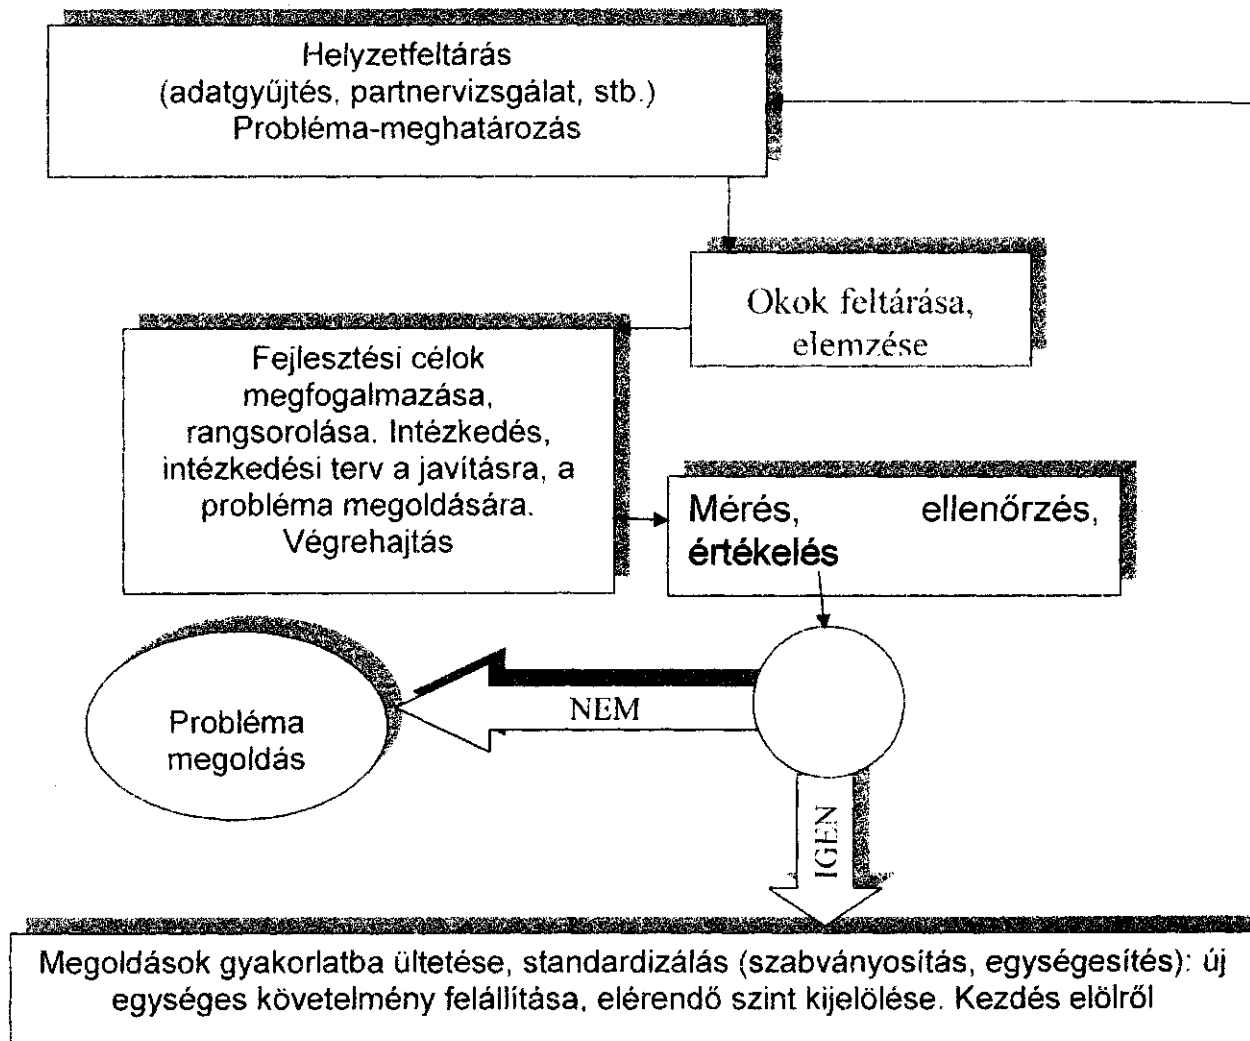 Helyzetfeltárás
(adatgyűjtés, partnervizsgálat, stb.)
Probléma-meghatározás
Okok feltárása,
elemzése
Fejlesztési célok
megfogalmazása,
rangsorolása. Intézkedés,
intézkedési terv a javításra, a
probléma megoldására.
Végrehajtás
Mérés, ellenőrzés,
értékelés
NEM
Probléma
megoldás
IGEN
Megoldások gyakorlatba ültetése, standardizálás (szabványosítás, egységesítés): új
egységes követelmény felállítása, elérendő szint kijelölése. Kezdés elölről